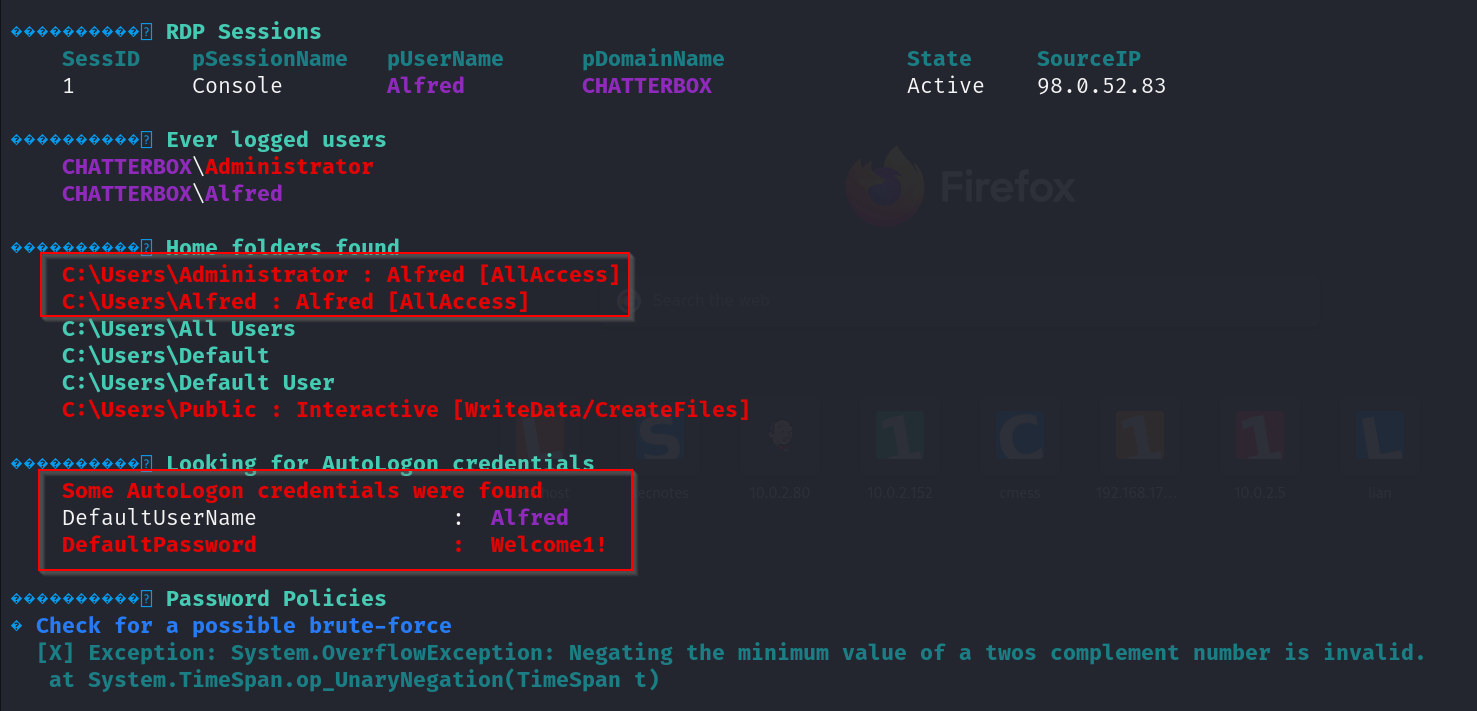 ������������� RDP Sessions
SessID pSessionName pUserName pDomainName State SourceIP
1 Console Alfred CHATTERBOX Active 98.0.52.83
������������� Ever logged users
CHATTERBOX\Administrator
CHATTERBOX\Alfred
Firefox
������������� Home folders found
C:\Users\Administrator : Alfred [AllAccess]
C:\Users\Alfred : Alfred [AllAccess]
Search the web
C:\Users\All Users
C:\Users\Default
C:\Users\Default User
C:\Users\Public : Interactive [WriteData/CreateFiles]
������������� Looking for AutoLogon credentials
Some AutoLogon credentials were found
10.0.2.80 10.0.2.152 cmess 192.168.17... 10.0.2.5
DefaultUserName : Alfred
DefaultPassword : Welcome1!
������������� Password Policies
� Check for a possible brute-force
[X] Exception: System.OverflowException: Negating the minimum value of a twos complement number is invalid.
at System.TimeSpan.op_UnaryNegation(TimeSpan t)